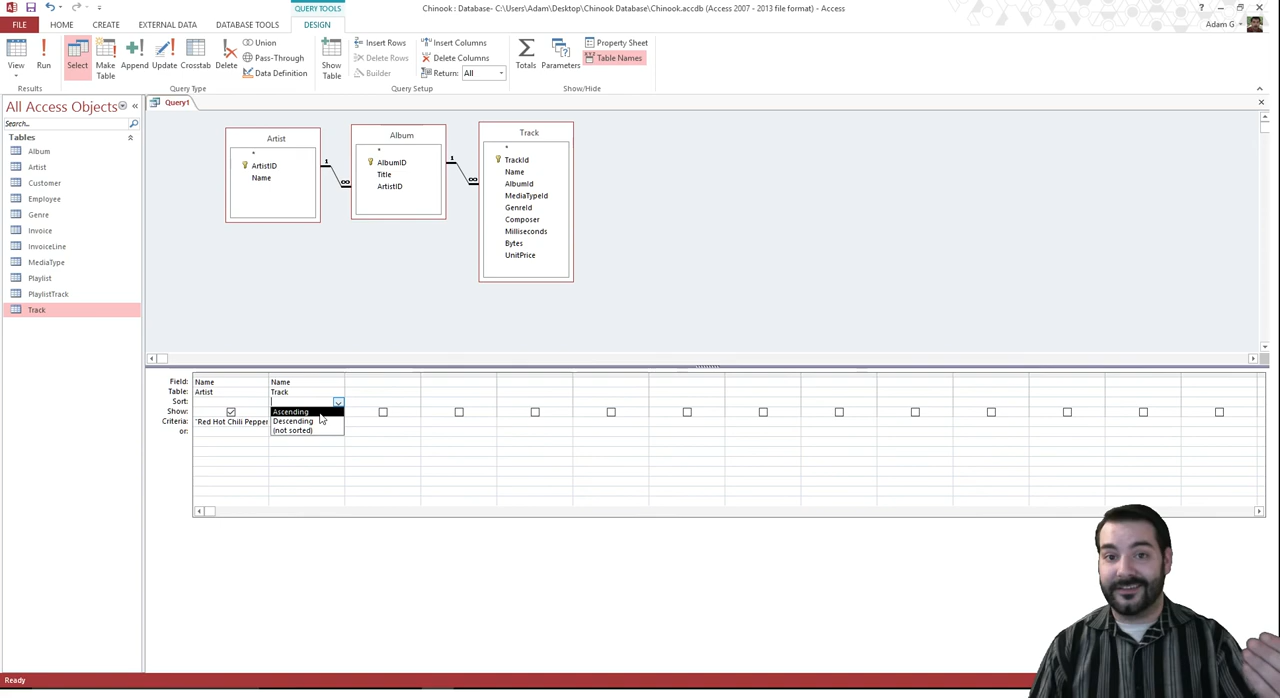 QUERY TOOLS
Chinook : Database- C:\Users\Adam\Desktop\Chinook Database\Chinook.accdb (Access 2007 - 2013 file format) - Access
FILE HOME CREATE EXTERNAL DATA DATABASE TOOLS DESIGN Adam G
View Run Select Make Table Append Update Crosstab Delete
Union
Pass-Through
Data Definition
Show Table
Insert Rows
Delete Rows
Builder
Insert Columns
Delete Columns
Return: All
Totals Parameters
Property Sheet
Table Names
Results Query Type Query Setup Show/Hide
All Access Objects
Search...
Tables
Album
Artist
Customer
Employee
Genre
Invoice
InvoiceLine
MediaType
Playlist
PlaylistTrack
Track
Query1
Artist
*
ArtistID
Name
1
∞
Album
*
AlbumID
Title
ArtistID
1
∞
Track
*
TrackId
Name
AlbumId
MediaTypeId
GenreId
Composer
Milliseconds
Bytes
UnitPrice
Field: Name Name
Table: Artist Track
Sort:
Show: Ascending
Criteria: "Red Hot Chili Pepper Descending
or: (not sorted)
Ready